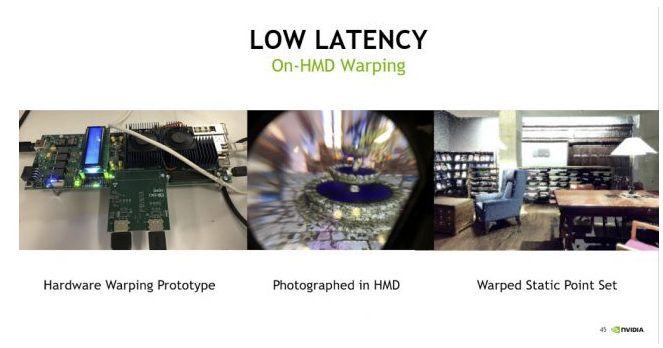 LOW LATENCY
On-HMD Warping
Hardware Warping Prototype
Photographed in HMD
Warped Static Point Set
45 NVIDIA